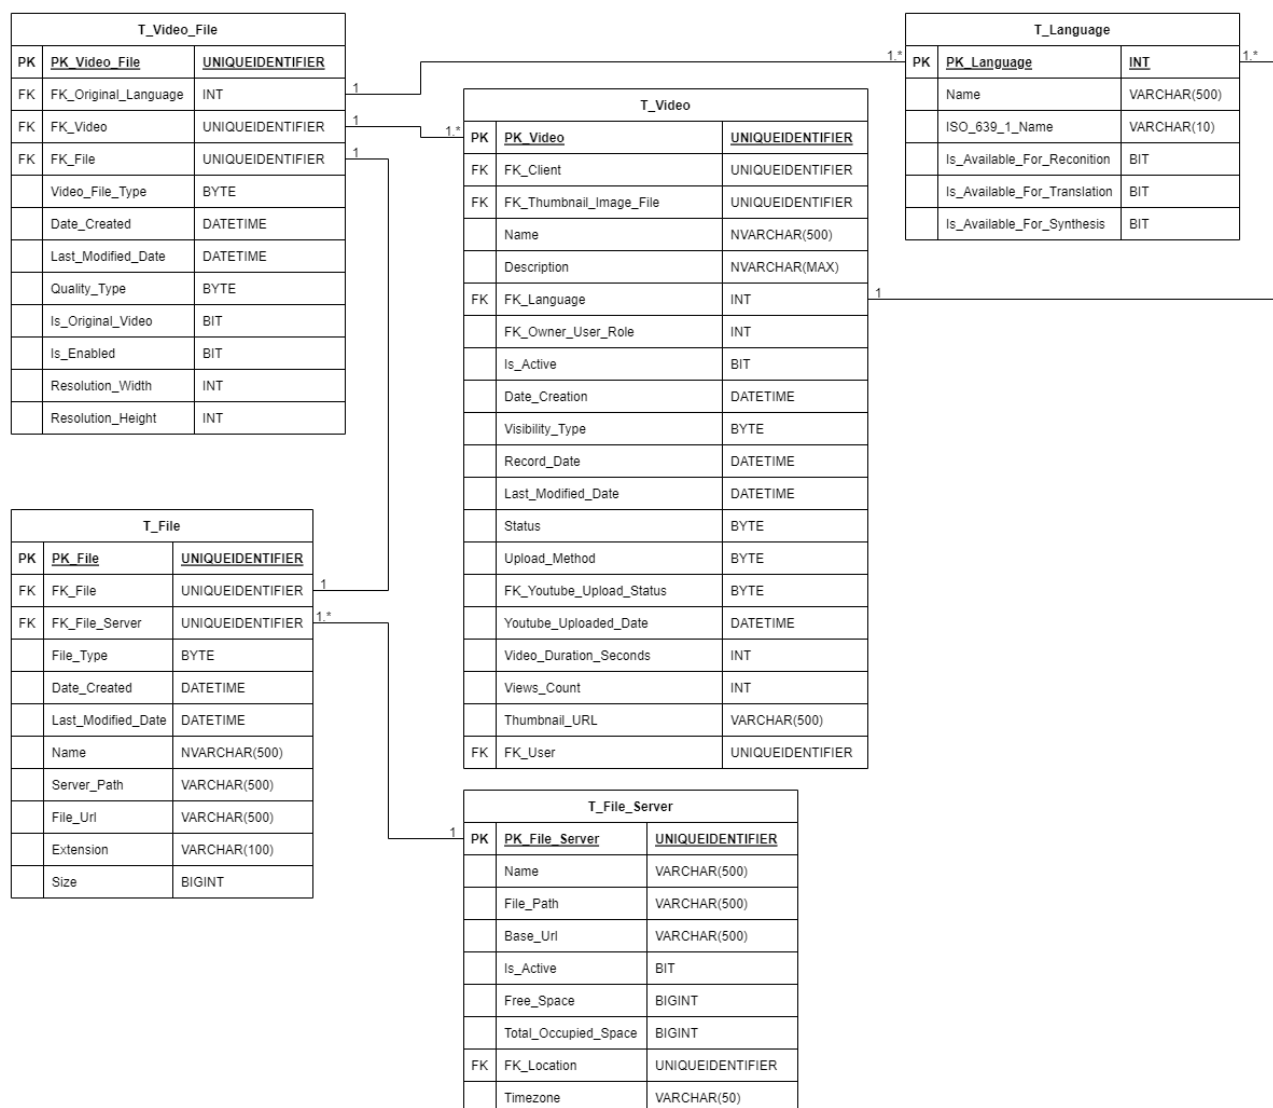 T_Video_File
PK PK_Video_File UNIQUEIDENTIFIER
FK FK_Original_Language INT
FK FK_Video UNIQUEIDENTIFIER
FK FK_File UNIQUEIDENTIFIER
Video_File_Type BYTE
Date_Created DATETIME
Last_Modified_Date DATETIME
Quality_Type BYTE
Is_Original_Video BIT
Is_Enabled BIT
Resolution_Width INT
Resolution_Height INT
1
1
1
1.*
1.*
T_Language
PK PK_Language INT
Name VARCHAR(500)
ISO_639_1_Name VARCHAR(10)
Is_Available_For_Reconition BIT
Is_Available_For_Translation BIT
Is_Available_For_Synthesis BIT
1.*
T_Video
PK PK_Video UNIQUEIDENTIFIER
FK FK_Client UNIQUEIDENTIFIER
FK FK_Thumbnail_Image_File UNIQUEIDENTIFIER
Name NVARCHAR(500)
Description NVARCHAR(MAX)
FK FK_Language INT
FK_Owner_User_Role INT
Is_Active BIT
Date_Creation DATETIME
Visibility_Type BYTE
Record_Date DATETIME
Last_Modified_Date DATETIME
Status BYTE
Upload_Method BYTE
FK_Youtube_Upload_Status BYTE
Youtube_Uploaded_Date DATETIME
Video_Duration_Seconds INT
Views_Count INT
Thumbnail_URL VARCHAR(500)
FK FK_User UNIQUEIDENTIFIER
1
T_File
PK PK_File UNIQUEIDENTIFIER
FK FK_File UNIQUEIDENTIFIER
FK FK_File_Server UNIQUEIDENTIFIER
File_Type BYTE
Date_Created DATETIME
Last_Modified_Date DATETIME
Name NVARCHAR(500)
Server_Path VARCHAR(500)
File_Url VARCHAR(500)
Extension VARCHAR(100)
Size BIGINT
1
1.*
1
T_File_Server
PK PK_File_Server UNIQUEIDENTIFIER
Name VARCHAR(500)
File_Path VARCHAR(500)
Base_Url VARCHAR(500)
Is_Active BIT
Free_Space BIGINT
Total_Occupied_Space BIGINT
FK FK_Location UNIQUEIDENTIFIER
Timezone VARCHAR(50)